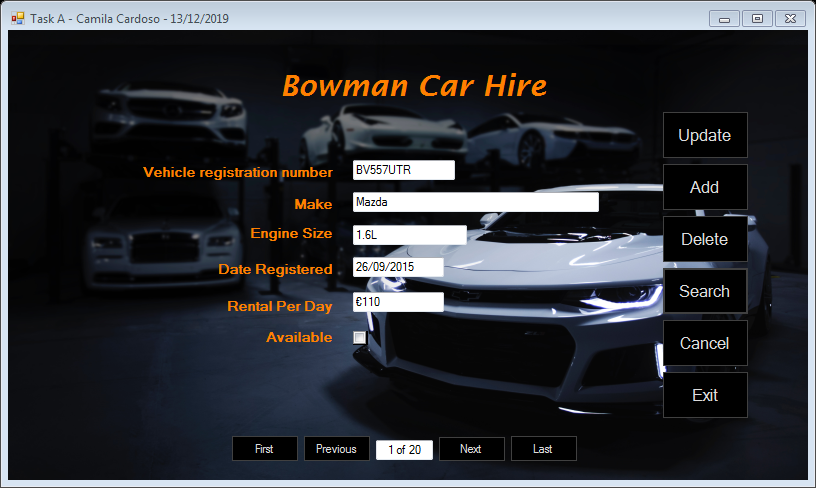 Task A - Camila Cardoso - 13/12/2019
Bowman Car Hire
Vehicle registration number BV557UTR
Make Mazda
Engine Size 1.6L
Date Registered 26/09/2015
Rental Per Day €110
Available
Update
Add
Delete
Search
Cancel
Exit
First Previous 1 of 20 Next Last